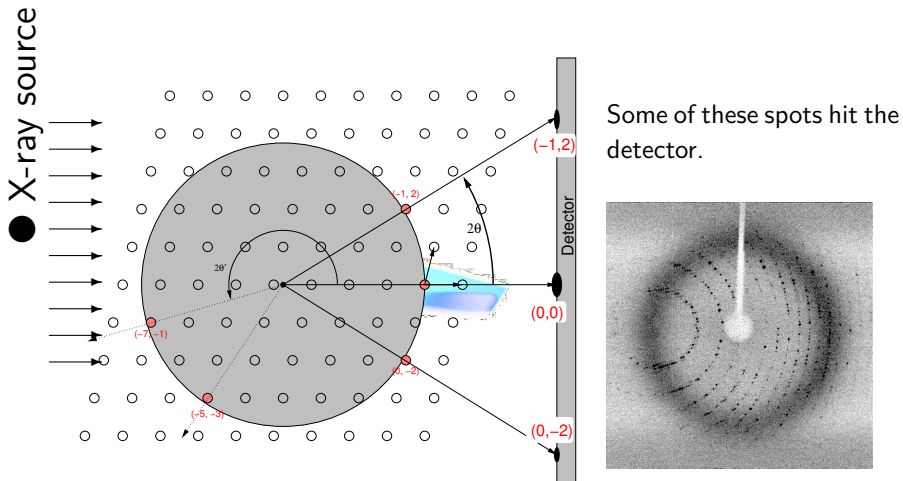 X-ray source
Some of these spots hit the
detector.
(−1,2)
(−1, 2)
2θ
Detector
2θ'
(0,0)
(−7, −1)
(0, −2)
(−5, −3)
(0,−2)